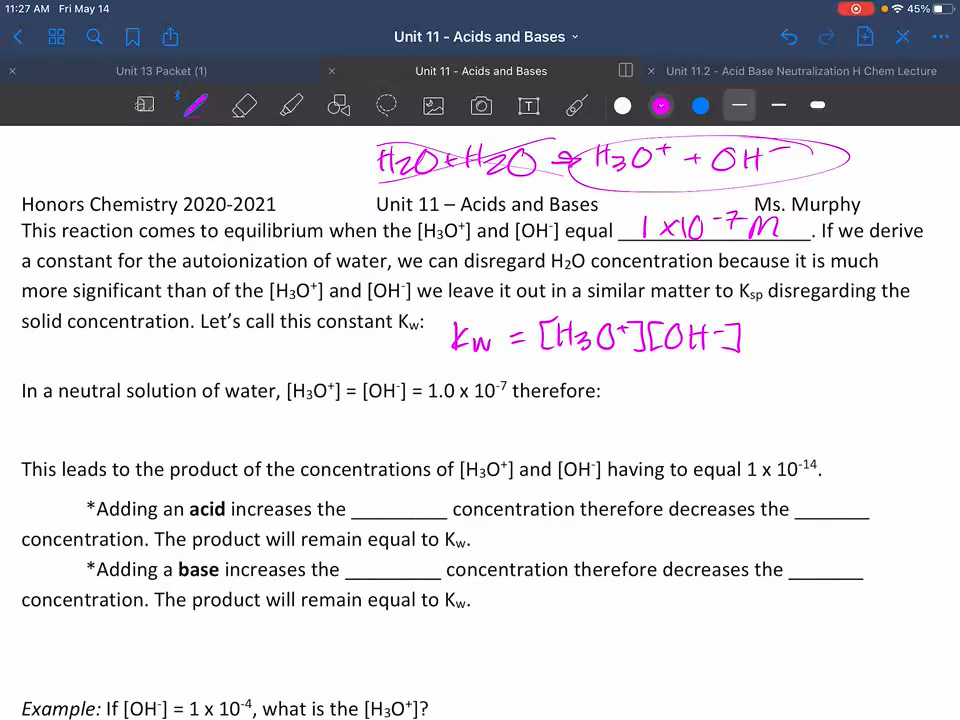 11:27 AM Fri May 14
45%
Unit 11 - Acids and Bases
Unit 13 Packet (1)
Unit 11 - Acids and Bases
Unit 11.2 - Acid Base Neutralization H Chem Lecture
H2O + H2O ⇌ H3O⁺ + OH⁻
Honors Chemistry 2020-2021 Unit 11 – Acids and Bases Ms. Murphy
This reaction comes to equilibrium when the [H₃O⁺] and [OH⁻] equal 1 x 10⁻⁷ M. If we derive
a constant for the autoionization of water, we can disregard H₂O concentration because it is much
more significant than of the [H₃O⁺] and [OH⁻] we leave it out in a similar matter to Kₛₚ disregarding the
solid concentration. Let's call this constant Kw:
Kw = [H3O⁺][OH⁻]
In a neutral solution of water, [H₃O⁺] = [OH⁻] = 1.0 x 10⁻⁷ therefore:
This leads to the product of the concentrations of [H₃O⁺] and [OH⁻] having to equal 1 x 10⁻¹⁴.
*Adding an acid increases the _________ concentration therefore decreases the _______
concentration. The product will remain equal to Kw.
*Adding a base increases the _________ concentration therefore decreases the _______
concentration. The product will remain equal to Kw.
Example: If [OH⁻] = 1 x 10⁻⁴, what is the [H₃O⁺]?